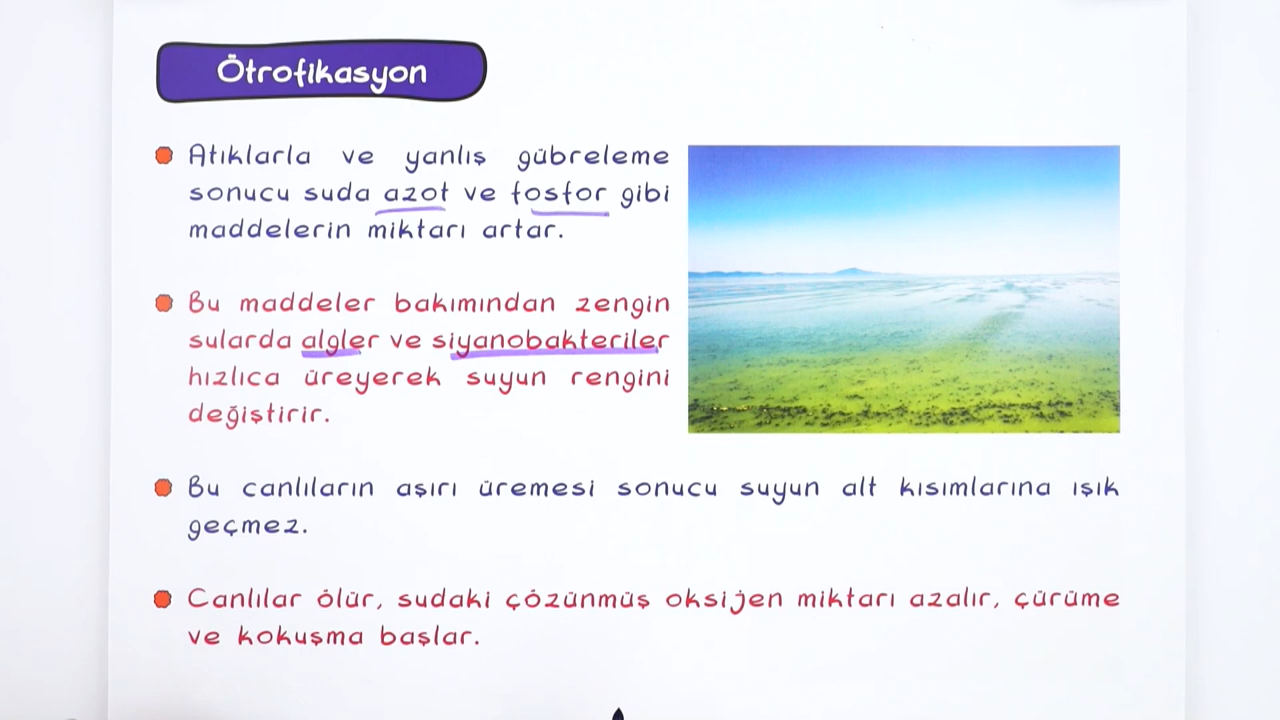 Ötrofikasyon
Atıklarla ve yanlış gübreleme
sonucu suda azot ve fosfor gibi
maddelerin miktarı artar.
Bu maddeler bakımından zengin
sularda algler ve siyanobakteriler
hızlıca üreyerek suyun rengini
değiştirir.
Bu canlıların aşırı üremesi sonucu suyun alt kısımlarına ışık
geçmez.
Canlılar ölür, sudaki çözünmüş oksijen miktarı azalır, çürüme
ve kokuşma başlar.